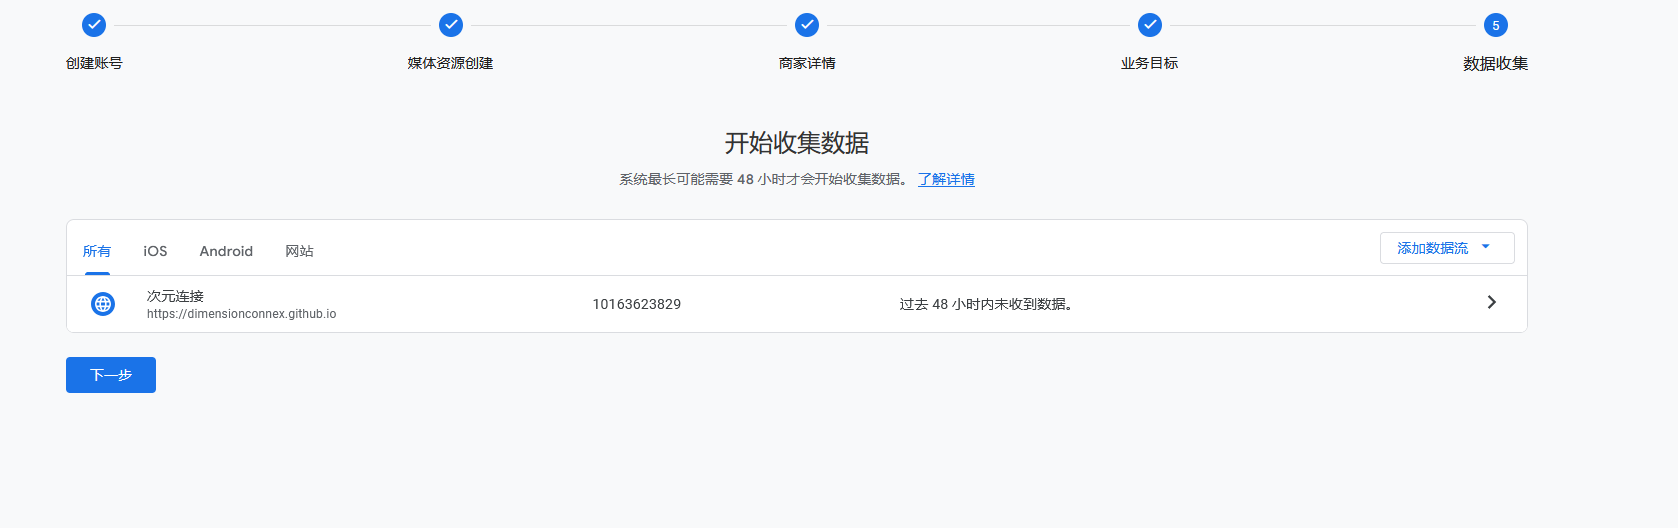 5
创建账号
媒体资源创建
商家详情
业务目标
数据收集
开始收集数据
系统最长可能需要 48 小时才会开始收集数据。 了解详情
所有 iOS Android 网站 添加数据流
次元连接
https://dimensionconnex.github.io
10163623829
过去 48 小时内未收到数据。
下一步